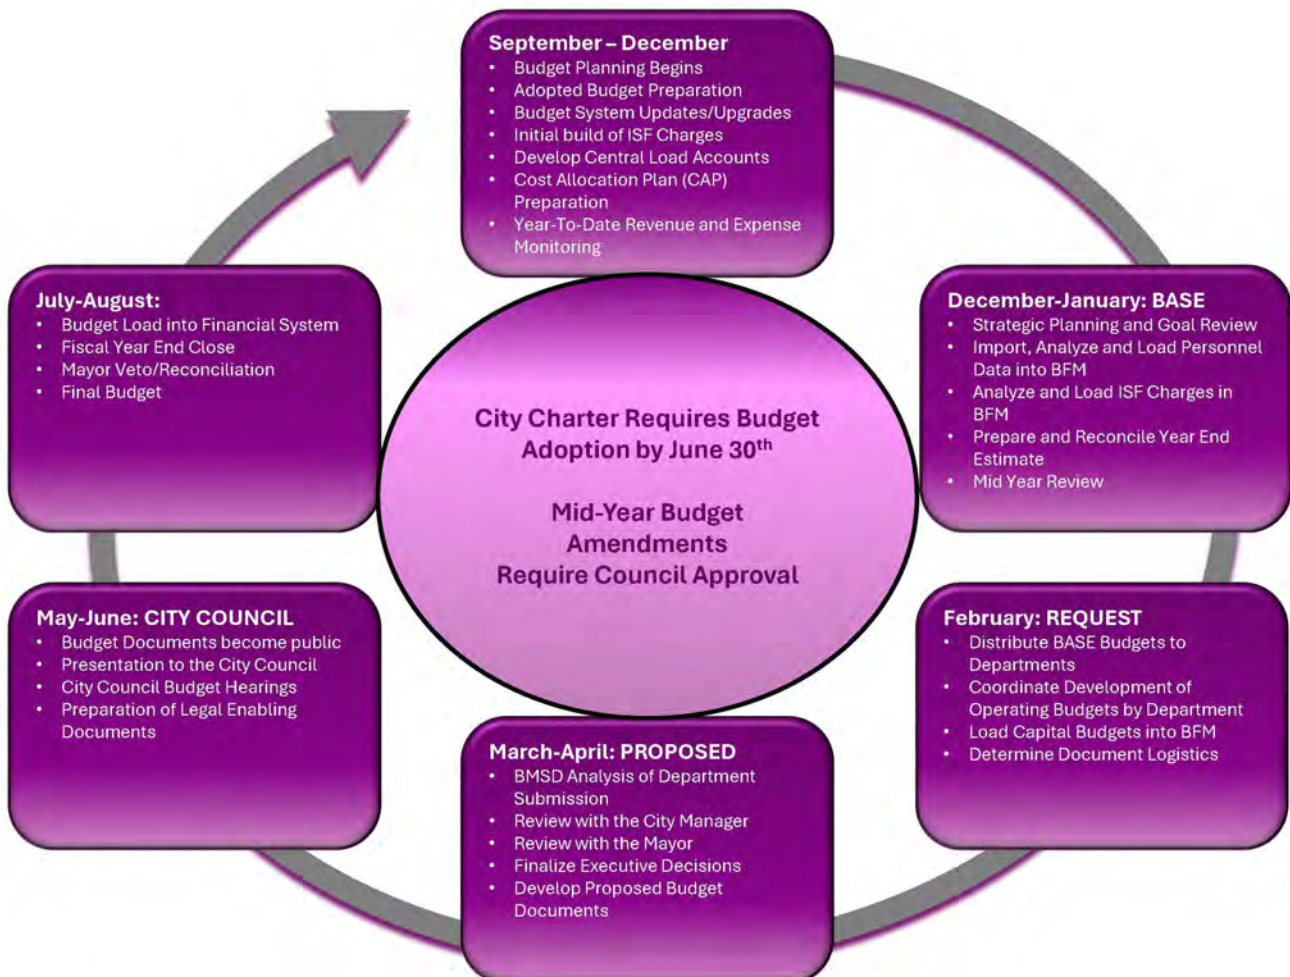 September – December
• Budget Planning Begins
• Adopted Budget Preparation
• Budget System Updates/Upgrades
• Initial build of ISF Charges
• Develop Central Load Accounts
• Cost Allocation Plan (CAP)
Preparation
• Year-To-Date Revenue and Expense
Monitoring
December-January: BASE
• Strategic Planning and Goal Review
• Import, Analyze and Load Personnel
Data into BFM
• Analyze and Load ISF Charges in
BFM
• Prepare and Reconcile Year End
Estimate
• Mid Year Review
February: REQUEST
• Distribute BASE Budgets to
Departments
• Coordinate Development of
Operating Budgets by Department
• Load Capital Budgets into BFM
• Determine Document Logistics
March-April: PROPOSED
• BMSD Analysis of Department
Submission
• Review with the City Manager
• Review with the Mayor
• Finalize Executive Decisions
• Develop Proposed Budget
Documents
May-June: CITY COUNCIL
• Budget Documents become public
• Presentation to the City Council
• City Council Budget Hearings
• Preparation of Legal Enabling
Documents
July-August:
• Budget Load into Financial System
• Fiscal Year End Close
• Mayor Veto/Reconciliation
• Final Budget
City Charter Requires Budget
Adoption by June 30th
Mid-Year Budget
Amendments
Require Council Approval